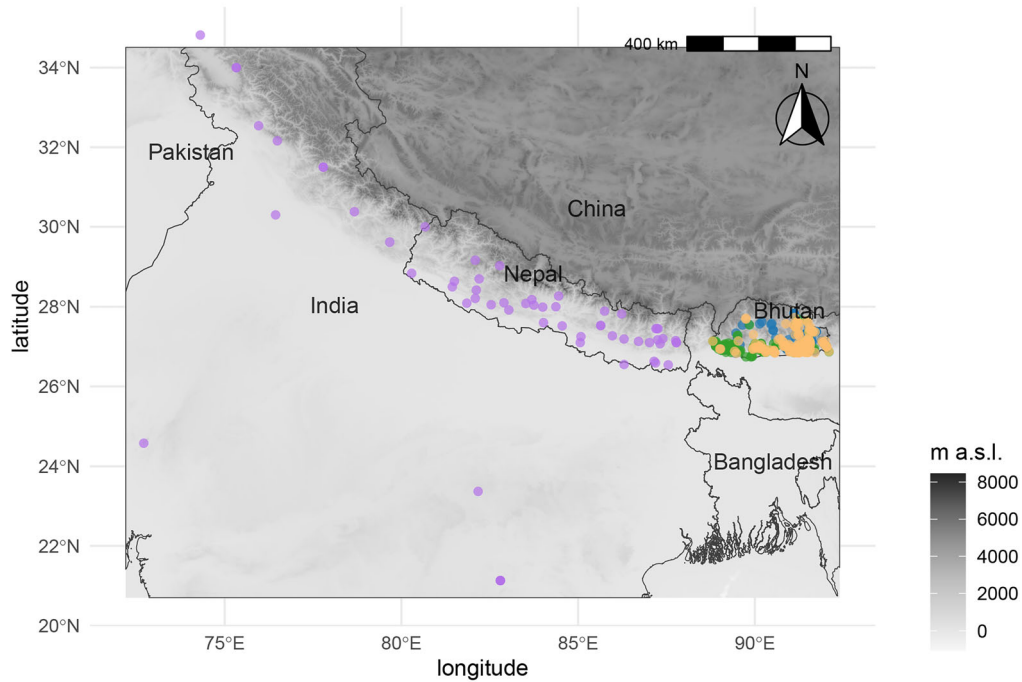 400 km
N
34°N
32°N
30°N
28°N
26°N
24°N
22°N
20°N
Pakistan
China
Nepal
India
Bhutan
Bangladesh
latitude
75°E
80°E
85°E
90°E
longitude
m a.s.l.
8000
6000
4000
2000
0